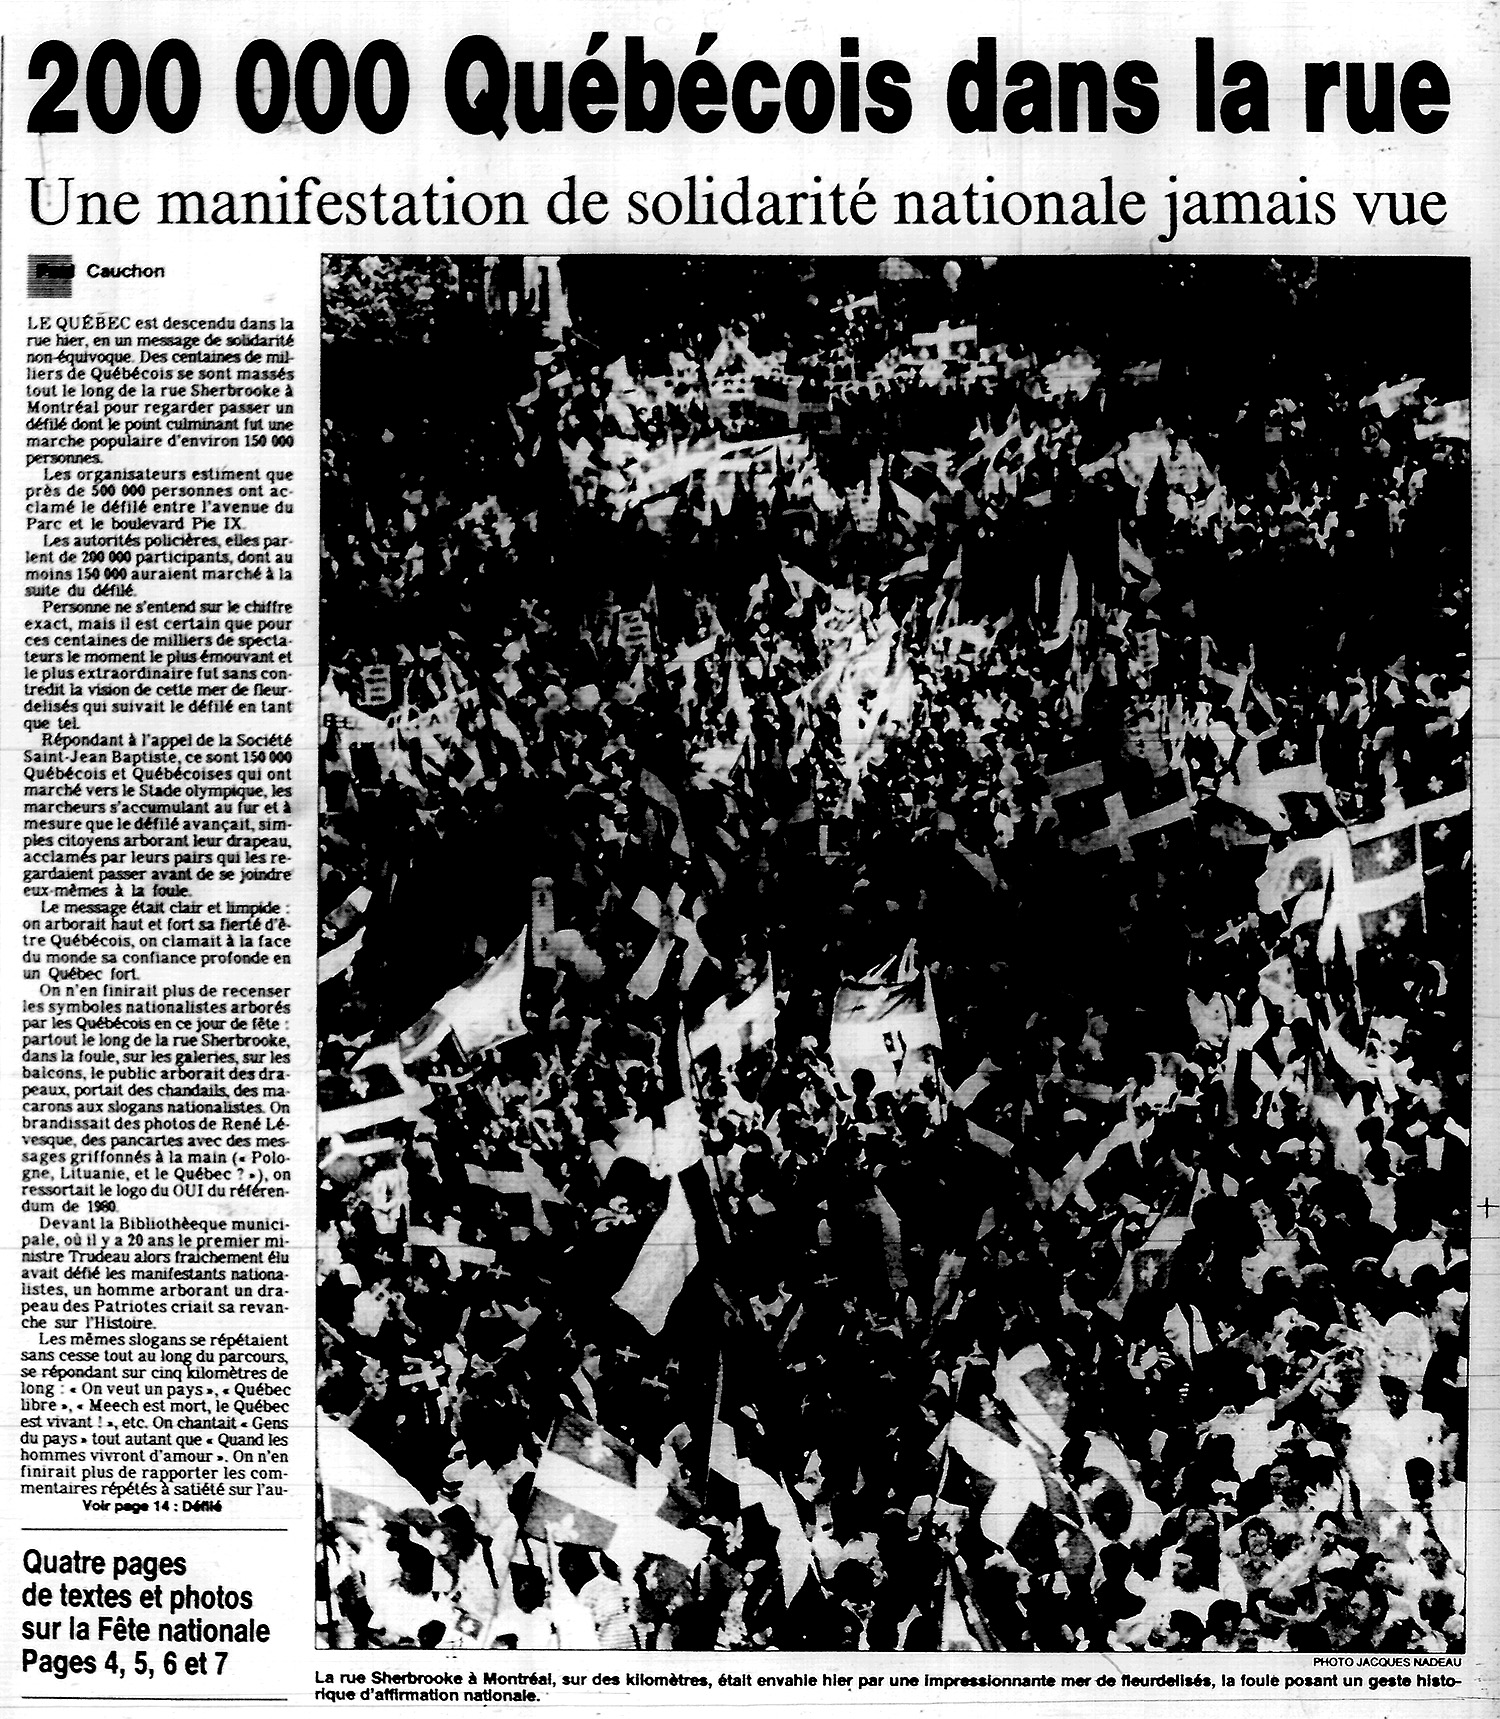 200 000 Québécois dans la rue
Une manifestation de solidarité nationale jamais vue
Cauchon
LE QUÉBEC est descendu dans la
rue hier, en un message de solidarité
non-équivoque. Des centaines de mil-
liers de Québécois se sont massés
tout le long de la rue Sherbrooke à
Montréal pour regarder passer un
défilé dont le point culminant fut une
marche populaire d'environ 150 000
personnes.
Les organisateurs estiment que
près de 500 000 personnes ont ac-
clamé le défilé entre l'avenue du
Parc et le boulevard Pie IX.
Les autorités policières, elles par-
lent de 200 000 participants, dont au
moins 150 000 auraient marché à la
suite du défilé.
Personne ne s'entend sur le chiffre
exact, mais il est certain que pour
ces centaines de milliers de specta-
teurs le moment le plus émouvant et
le plus extraordinaire fut sans con-
tredit la vision de cette mer de fleur-
delisés qui suivait le défilé en tant
que tel.
Répondant à l'appel de la Société
Saint-Jean Baptiste, ce sont 150 000
Québécois et Québécoises qui ont
marché vers le Stade olympique, les
marcheurs s'accumulant au fur et à
mesure que le défilé avançait, sim-
ples citoyens arborant leur drapeau,
acclamés par leurs pairs qui les re-
gardaient passer avant de se joindre
eux-mêmes à la foule.
Le message était clair et limpide :
on arborait haut et fort sa fierté d'ê-
tre Québécois, on clamait à la face
du monde sa confiance profonde en
un Québec fort.
On n'en finirait plus de recenser
les symboles nationalistes arborés
par les Québécois en ce jour de fête :
partout le long de la rue Sherbrooke,
dans la foule, sur les galeries, sur les
balcons, le public arborait des dra-
peaux, portait des chandails, des ma-
carons aux slogans nationalistes. On
brandissait des photos de René Lé-
vesque, des pancartes avec des mes-
sages griffonnés à la main (« Polo-
gne, Lituanie, et le Québec ? »), on
ressortait le logo du OUI du référen-
dum de 1980.
Devant la Bibliothèeque munici-
pale, où il y a 20 ans le premier mi-
nistre Trudeau alors fraîchement élu
avait défié les manifestants nationa-
listes, un homme arborant un dra-
peau des Patriotes criait sa revan-
che sur l'Histoire.
Les mêmes slogans se répétaient
sans cesse tout au long du parcours,
se répondant sur cinq kilomètres de
long : « On veut un pays », « Québec
libre », « Meech est mort, le Québec
est vivant ! », etc. On chantait « Gens
du pays » tout autant que « Quand les
hommes vivront d'amour ». On n'en
finirait plus de rapporter les com-
mentaires répétés à satiété sur l'au-
Voir page 14 : Défilé
Quatre pages
de textes et photos
sur la Fête nationale
Pages 4, 5, 6 et 7
PHOTO JACQUES NADEAU
La rue Sherbrooke à Montréal, sur des kilomètres, était envahie hier par une impressionnante mer de fleurdelisés, la foule posant un geste histo-
rique d'affirmation nationale.